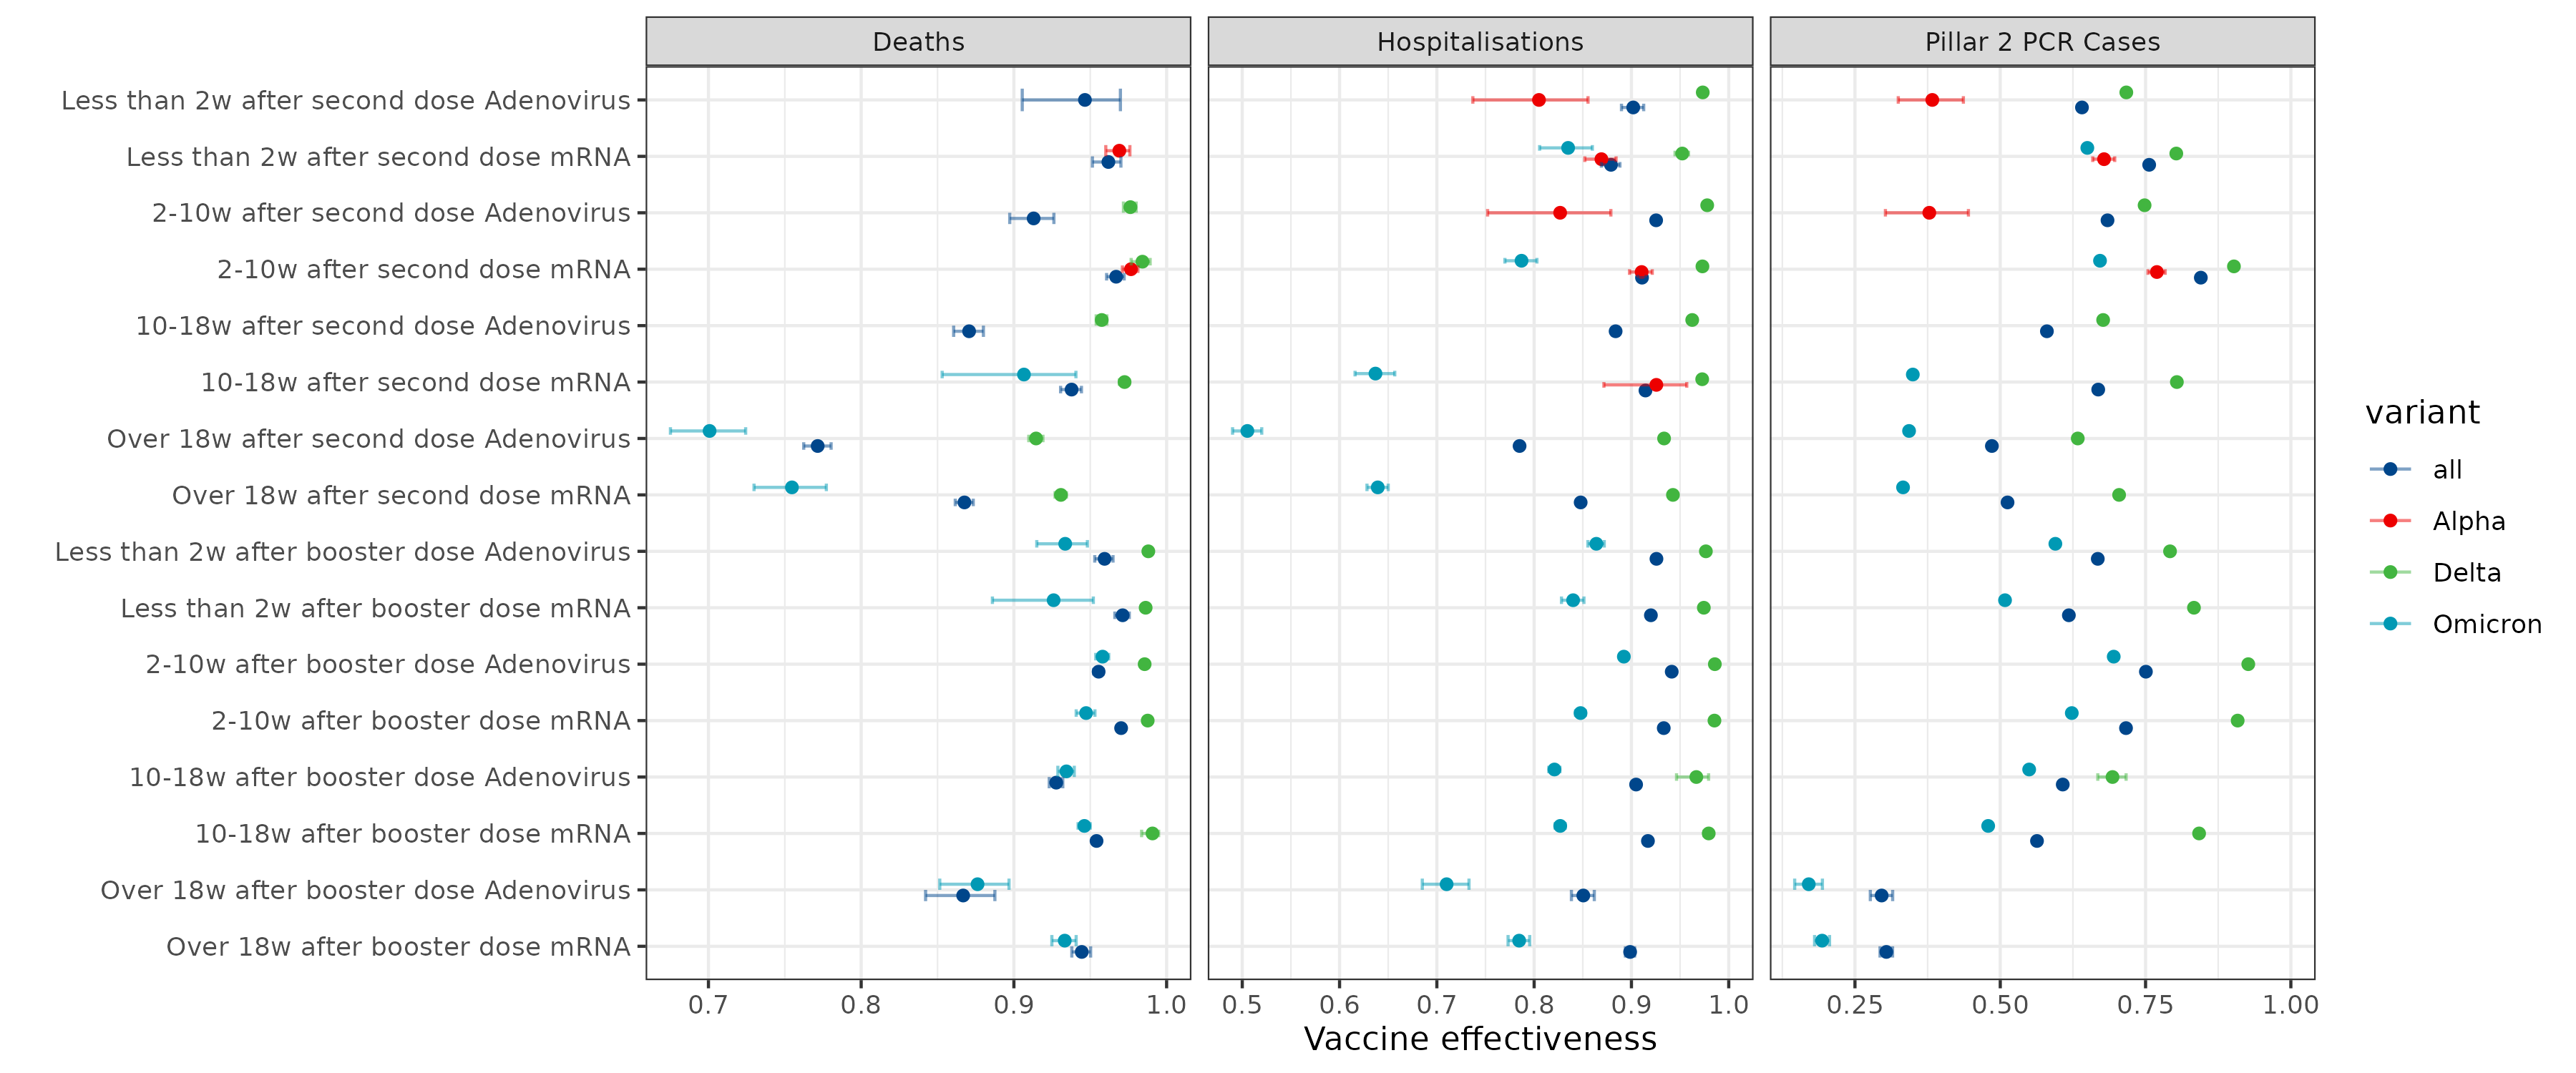 Deaths
Hospitalisations
Pillar 2 PCR Cases
Less than 2w after second dose Adenovirus
Less than 2w after second dose mRNA
2-10w after second dose Adenovirus
2-10w after second dose mRNA
10-18w after second dose Adenovirus
10-18w after second dose mRNA
Over 18w after second dose Adenovirus
Over 18w after second dose mRNA
Less than 2w after booster dose Adenovirus
Less than 2w after booster dose mRNA
2-10w after booster dose Adenovirus
2-10w after booster dose mRNA
10-18w after booster dose Adenovirus
10-18w after booster dose mRNA
Over 18w after booster dose Adenovirus
Over 18w after booster dose mRNA
0.7 0.8 0.9 1.0
0.5 0.6 0.7 0.8 0.9 1.0
0.25 0.50 0.75 1.00
Vaccine effectiveness
variant
all
Alpha
Delta
Omicron